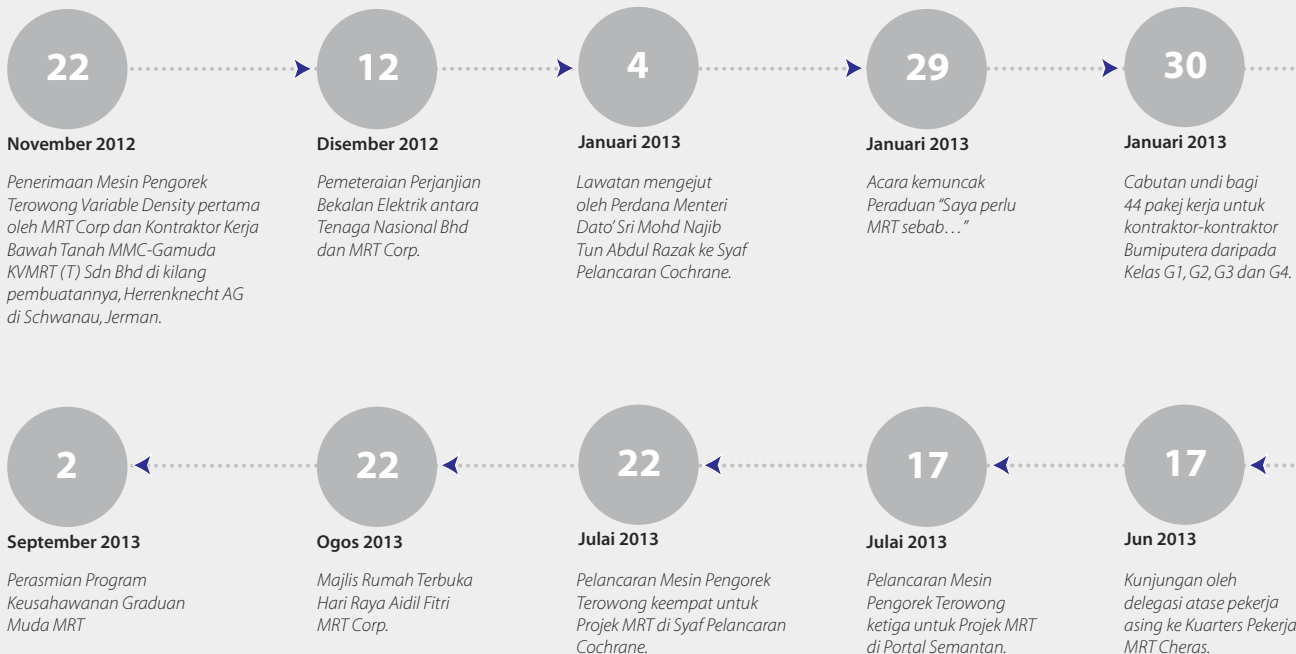 22
November 2012
Penerimaan Mesin Pengorek
Terowong Variable Density pertama
oleh MRT Corp dan Kontraktor Kerja
Bawah Tanah MMC-Gamuda
KVMRT (T) Sdn Bhd di kilang
pembuatannya, Herrenknecht AG
di Schwanau, Jerman.
12
Disember 2012
Pemeteraian Perjanjian
Bekalan Elektrik antara
Tenaga Nasional Bhd
dan MRT Corp.
4
Januari 2013
Lawatan mengejut
oleh Perdana Menteri
Dato' Sri Mohd Najib
Tun Abdul Razak ke Syaf
Pelancaran Cochrane.
29
Januari 2013
Acara kemuncak
Peraduan “Saya perlu
MRT sebab…”
30
Januari 2013
Cabutan undi bagi
44 pakej kerja untuk
kontraktor-kontraktor
Bumiputera daripada
Kelas G1, G2, G3 dan G4.
2
September 2013
Perasmian Program
Keusahawanan Graduan
Muda MRT
22
Ogos 2013
Majlis Rumah Terbuka
Hari Raya Aidil Fitri
MRT Corp.
22
Julai 2013
Pelancaran Mesin Pengorek
Terowong keempat untuk
Projek MRT di Syaf Pelancaran
Cochrane.
17
Julai 2013
Pelancaran Mesin
Pengorek Terowong
ketiga untuk Projek MRT
di Portal Semantan.
17
Jun 2013
Kunjungan oleh
delegasi atase pekerja
asing ke Kuarters Pekerja
MRT Cheras.